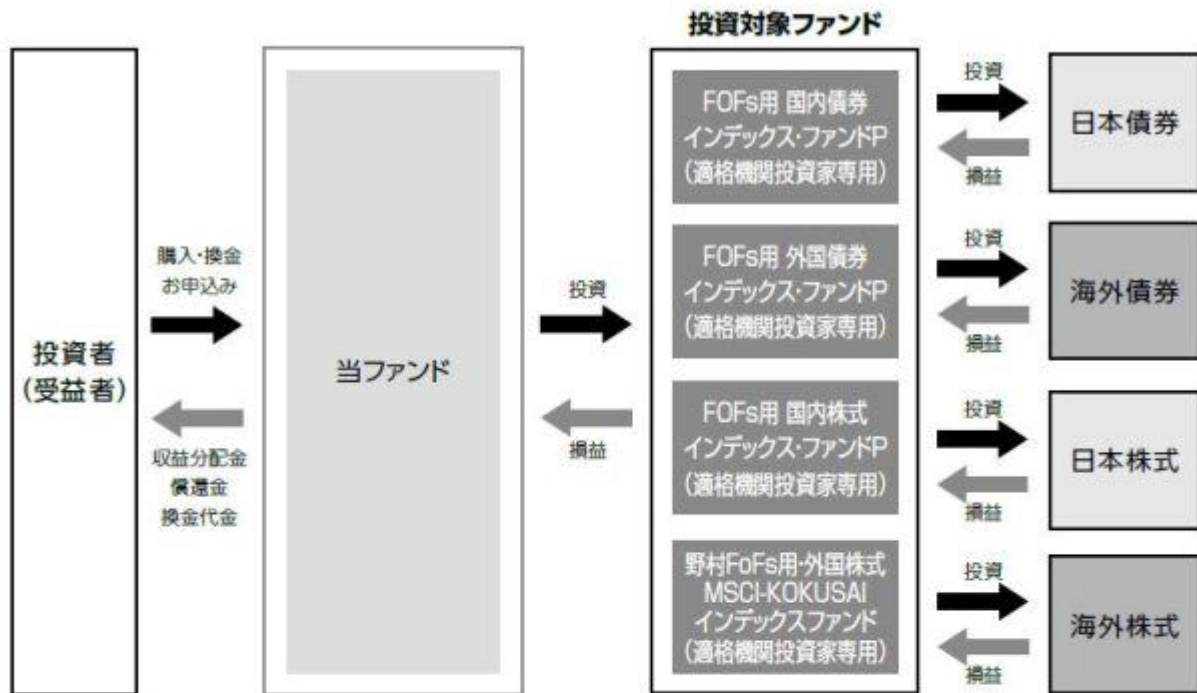 投資対象ファンド
投資者
(受益者)
購入・換金
お申込み
収益分配金
償還金
換金代金
当ファンド
投資
損益
FOFs用 国内債券
インデックス・ファンドP
(適格機関投資家専用)
投資
損益
日本債券
FOFs用 外国債券
インデックス・ファンドP
(適格機関投資家専用)
投資
損益
海外債券
FOFs用 国内株式
インデックス・ファンドP
(適格機関投資家専用)
投資
損益
日本株式
野村FoFs用・外国株式
MSCI-KOKUSAI
インデックスファンド
(適格機関投資家専用)
投資
損益
海外株式